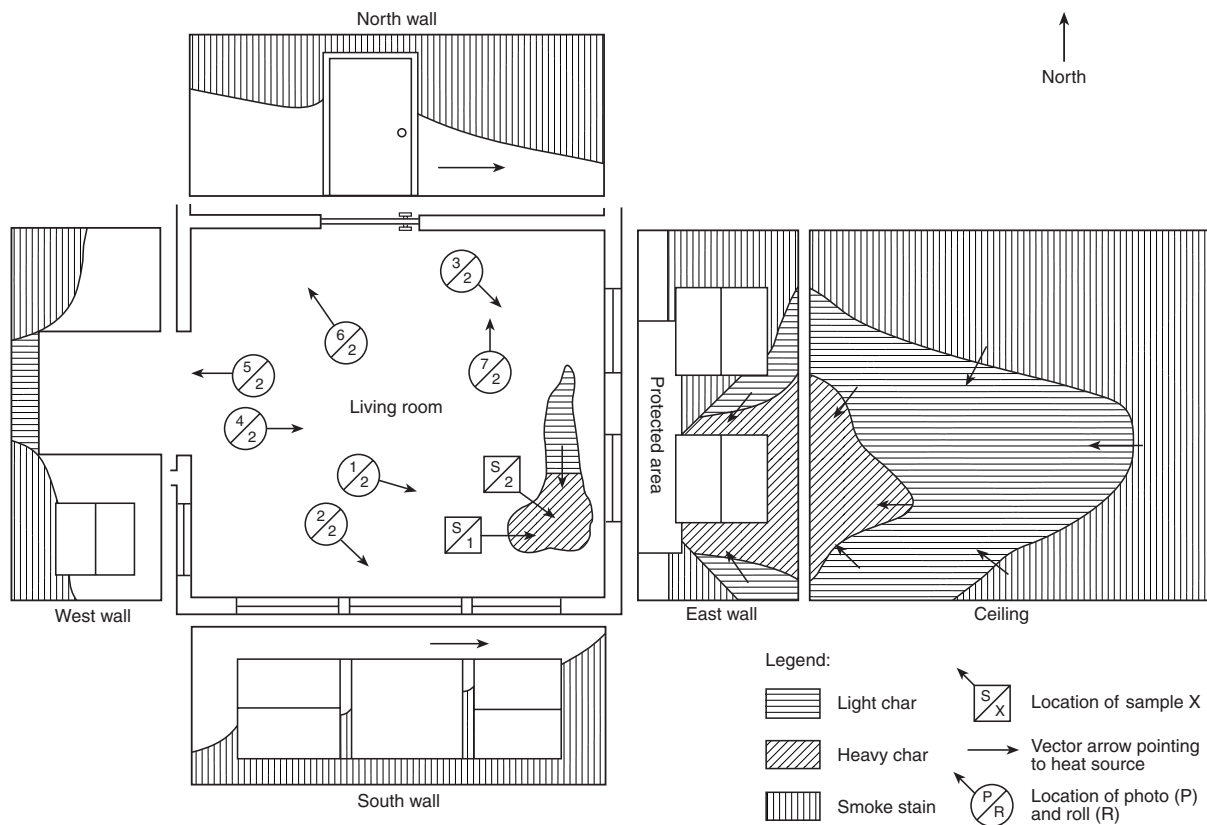 North wall
North
3
2
6
2
7
2
5
2
4
2
Living room
1
2
2
2
S
2
S
1
Protected area
West wall
East wall
Ceiling
South wall
Legend:
Light char
Heavy char
Smoke stain
S
X
Location of sample X
Vector arrow pointing
to heat source
P
R
Location of photo (P)
and roll (R)